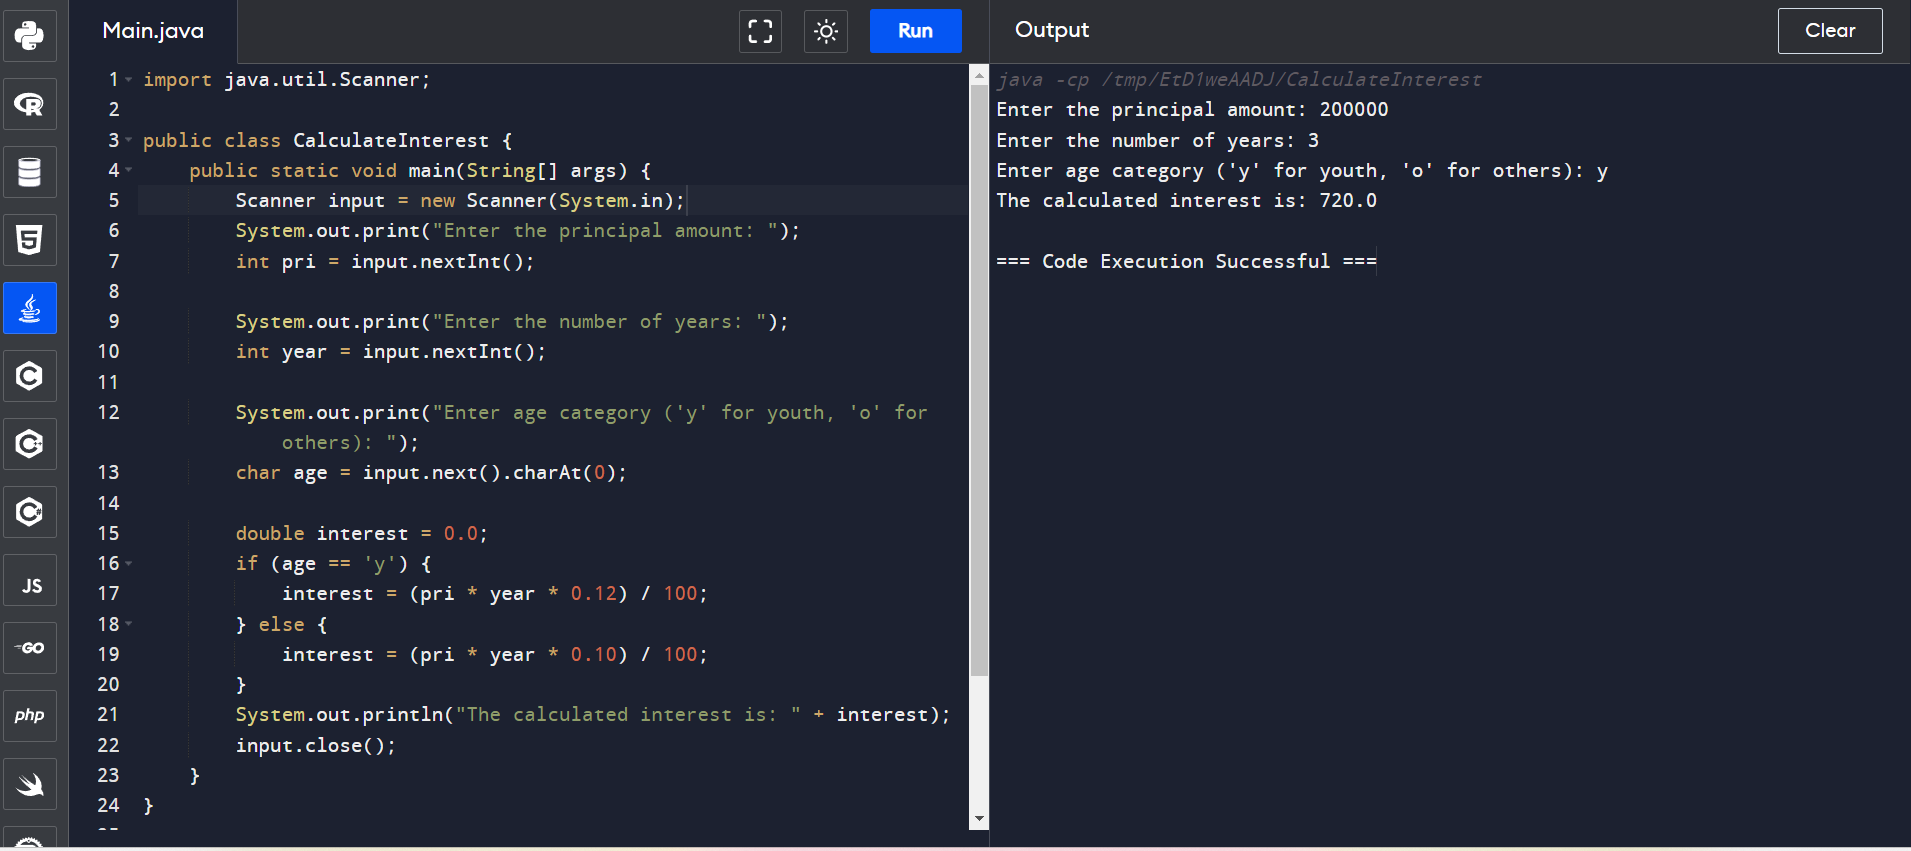 Main.java
Run
Output
Clear
1 import java.util.Scanner;
2
3 public class CalculateInterest {
4 public static void main(String[] args) {
5 Scanner input = new Scanner(System.in);
6 System.out.print("Enter the principal amount: ");
7 int pri = input.nextInt();
8
9 System.out.print("Enter the number of years: ");
10 int year = input.nextInt();
11
12 System.out.print("Enter age category ('y' for youth, 'o' for
others): ");
13 char age = input.next().charAt(0);
14
15 double interest = 0.0;
16 if (age == 'y') {
17 interest = (pri * year * 0.12) / 100;
18 } else {
19 interest = (pri * year * 0.10) / 100;
20 }
21 System.out.println("The calculated interest is: " + interest);
22 input.close();
23 }
24 }
java -cp /tmp/EtD1weAADJ/CalculateInterest
Enter the principal amount: 200000
Enter the number of years: 3
Enter age category ('y' for youth, 'o' for others): y
The calculated interest is: 720.0
=== Code Execution Successful ===
R
5
C
C++
C#
JS
GO
php